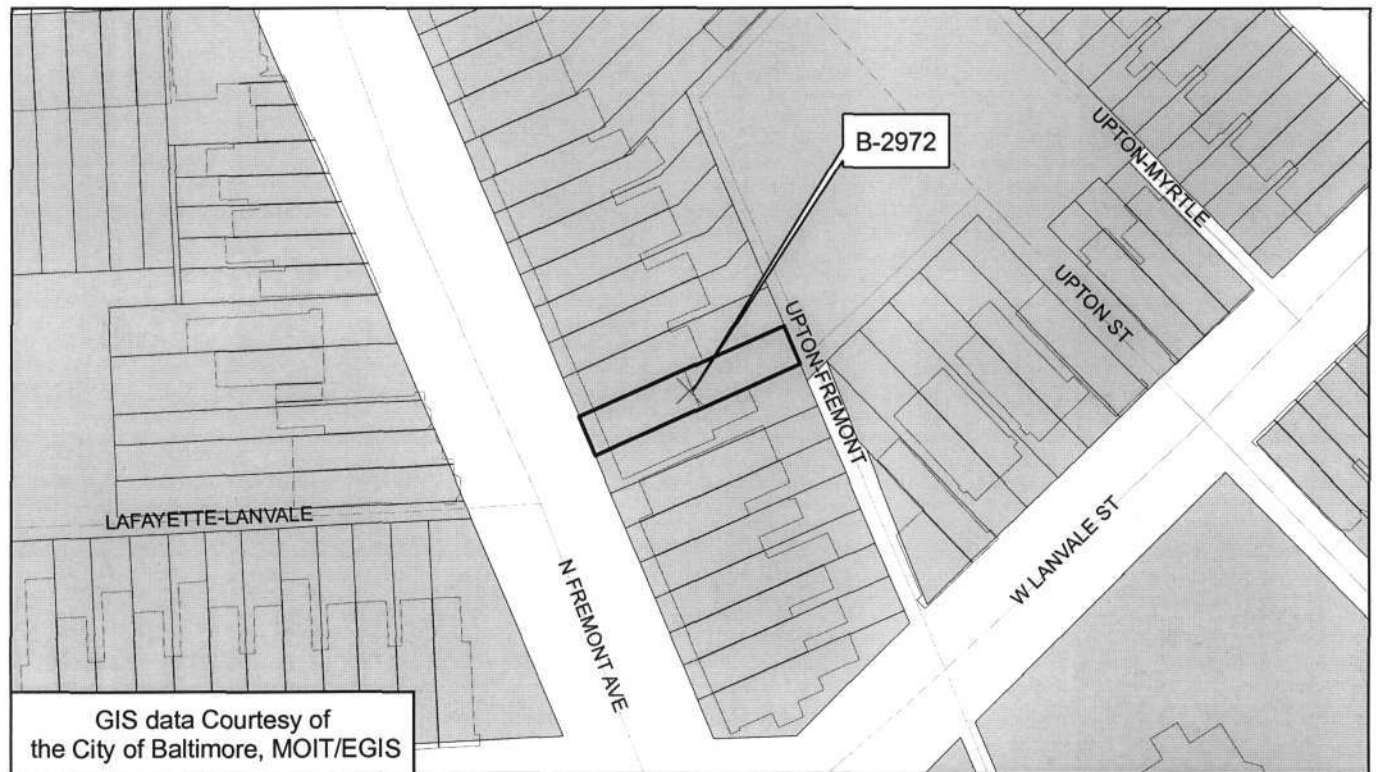 B-2972
UPTON-MYRTLE
UPTON ST
UPTON-FREMONT
LAFAYETTE-LANVALE
N FREMONT AVE
W LANVALE ST
GIS data Courtesy of
the City of Baltimore, MOIT/EGIS